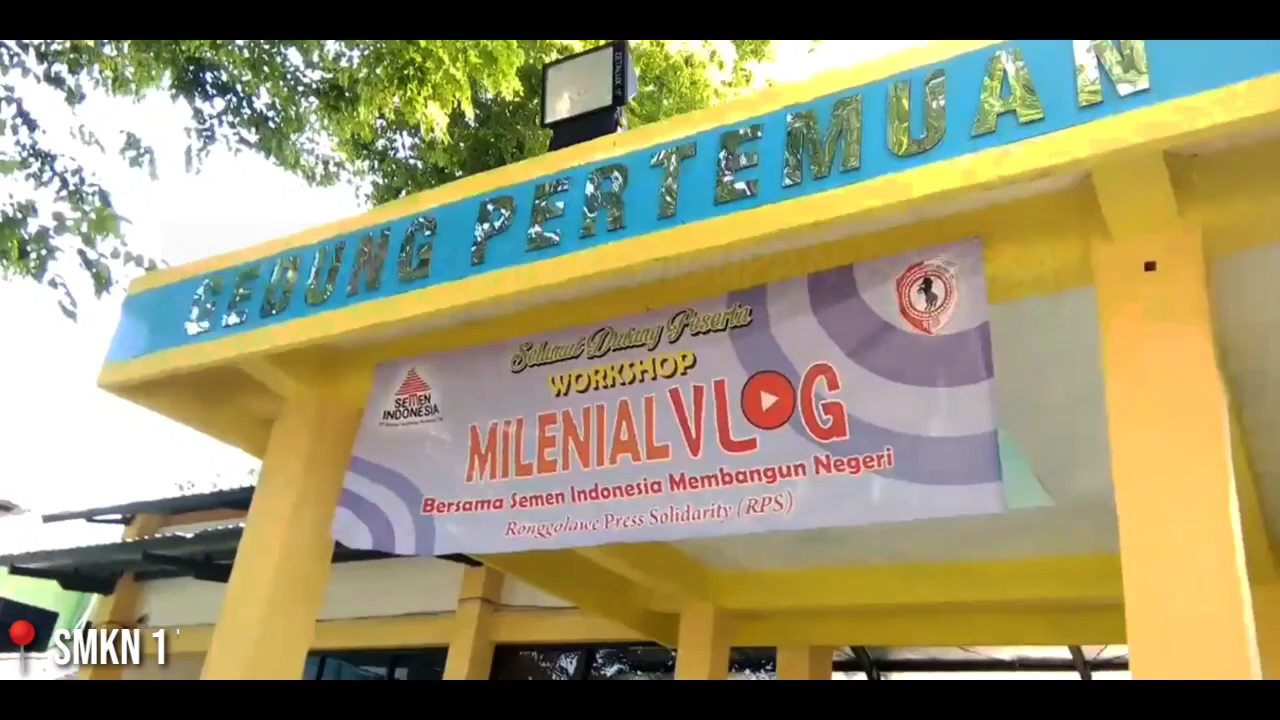 GEDUNG PERTEMUAN
Selamat Datang Peserta
WORKSHOP
MILENIAL VLOG
SEMEN
INDONESIA
Bersama Semen Indonesia Membangun Negeri
Ronggolawe Press Solidarity (RPS)
SMKN 1